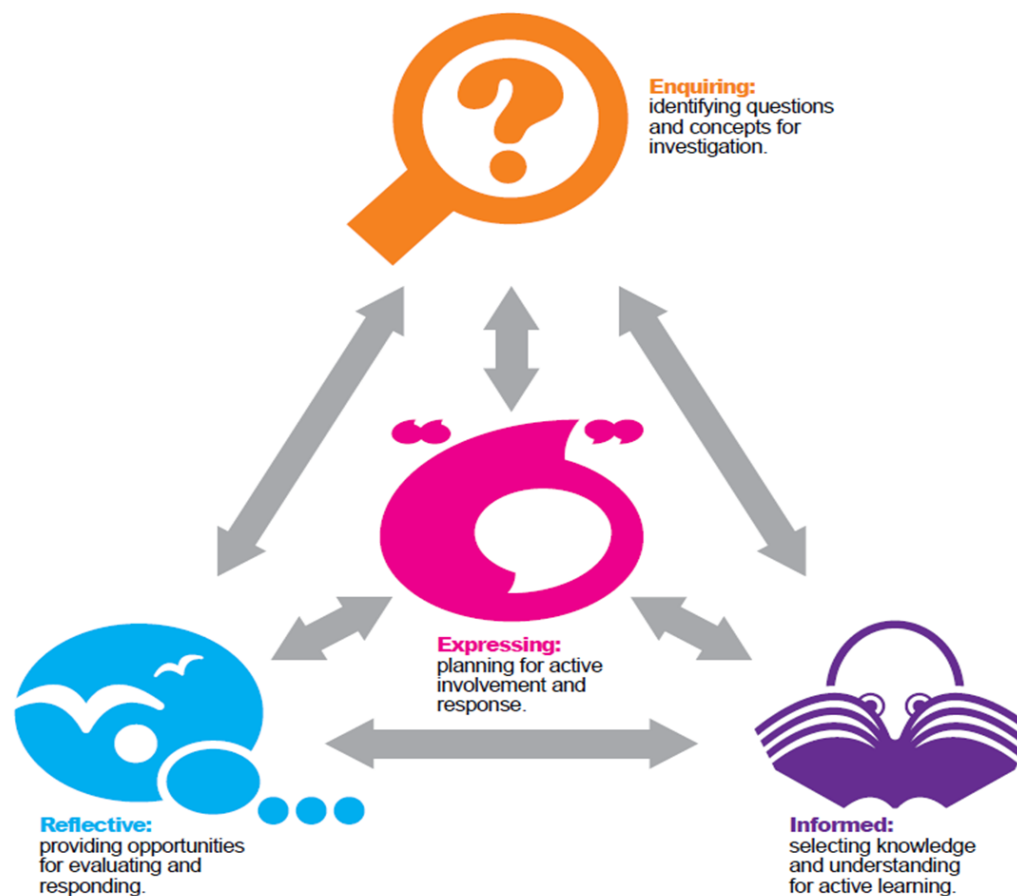 Enquiring:
identifying questions
and concepts for
investigation.
Expressing:
planning for active
involvement and
response.
Reflective:
providing opportunities
for evaluating and
responding.
Informed:
selecting knowledge
and understanding
for active learning.